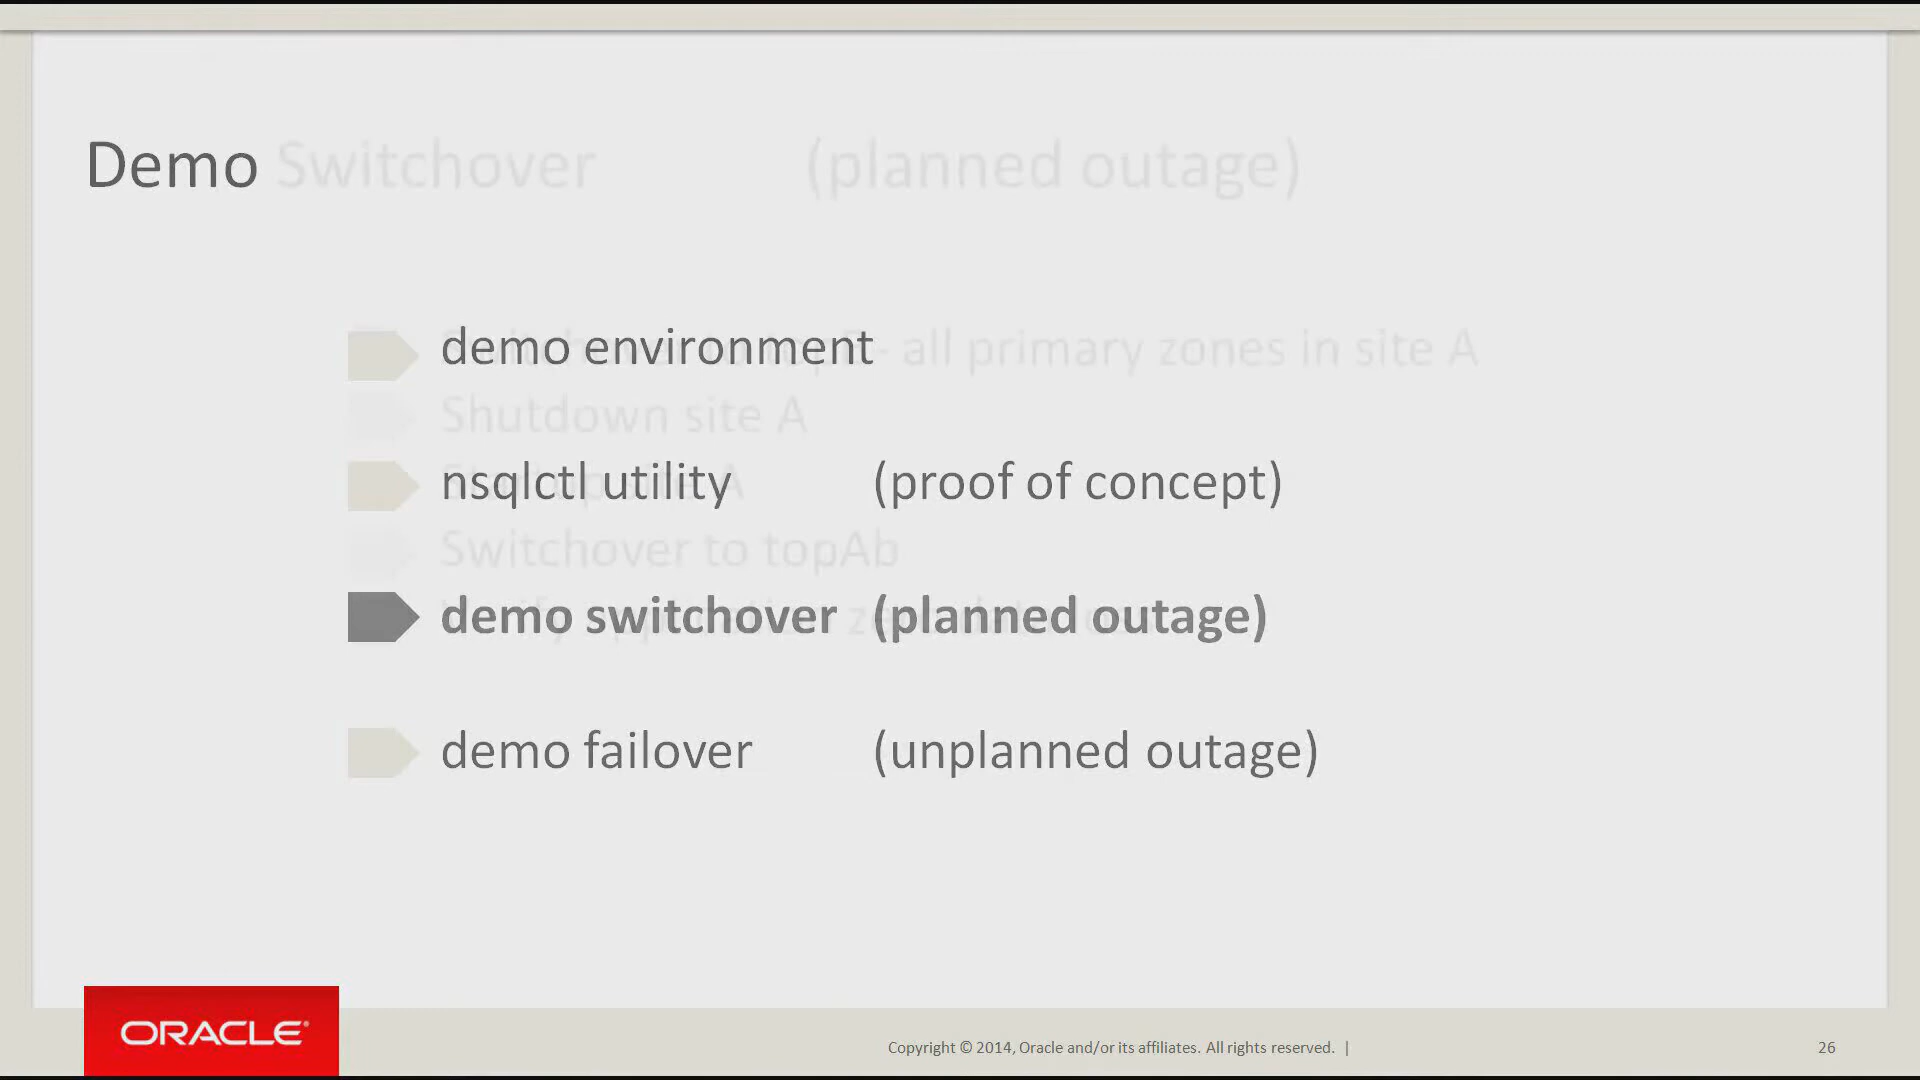 Demo Switchover (planned outage)
demo environment
- all primary zones in site A
Shutdown site A
nsqlctl utility (proof of concept)
Switchover to topAb
demo switchover (planned outage)
demo failover (unplanned outage)
ORACLE
Copyright © 2014, Oracle and/or its affiliates. All rights reserved. |
26